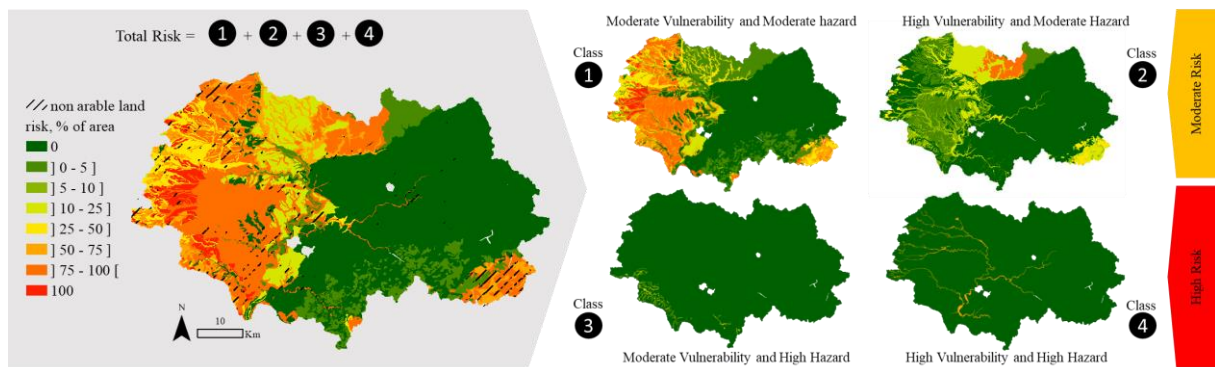 Total Risk = 1 + 2 + 3 + 4
non arable land
risk, % of area
0
] 0 - 5 ]
] 5 - 10 ]
] 10 - 25 ]
] 25 - 50 ]
] 50 - 75 ]
] 75 - 100 [
100
N
10
Km
Moderate Vulnerability and Moderate hazard
Class
1
High Vulnerability and Moderate Hazard
Class
2
Moderate Risk
Class
3
Moderate Vulnerability and High Hazard
Class
4
High Vulnerability and High Hazard
High Risk